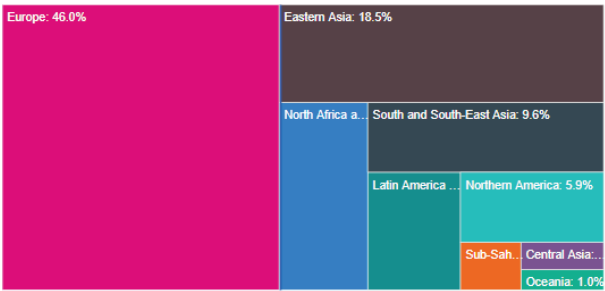 Europe: 46.0%
Eastern Asia: 18.5%
North Africa a...
South and South-East Asia: 9.6%
Latin America ...
Northern America: 5.9%
Sub-Sah...
Central Asia:...
Oceania: 1.0%